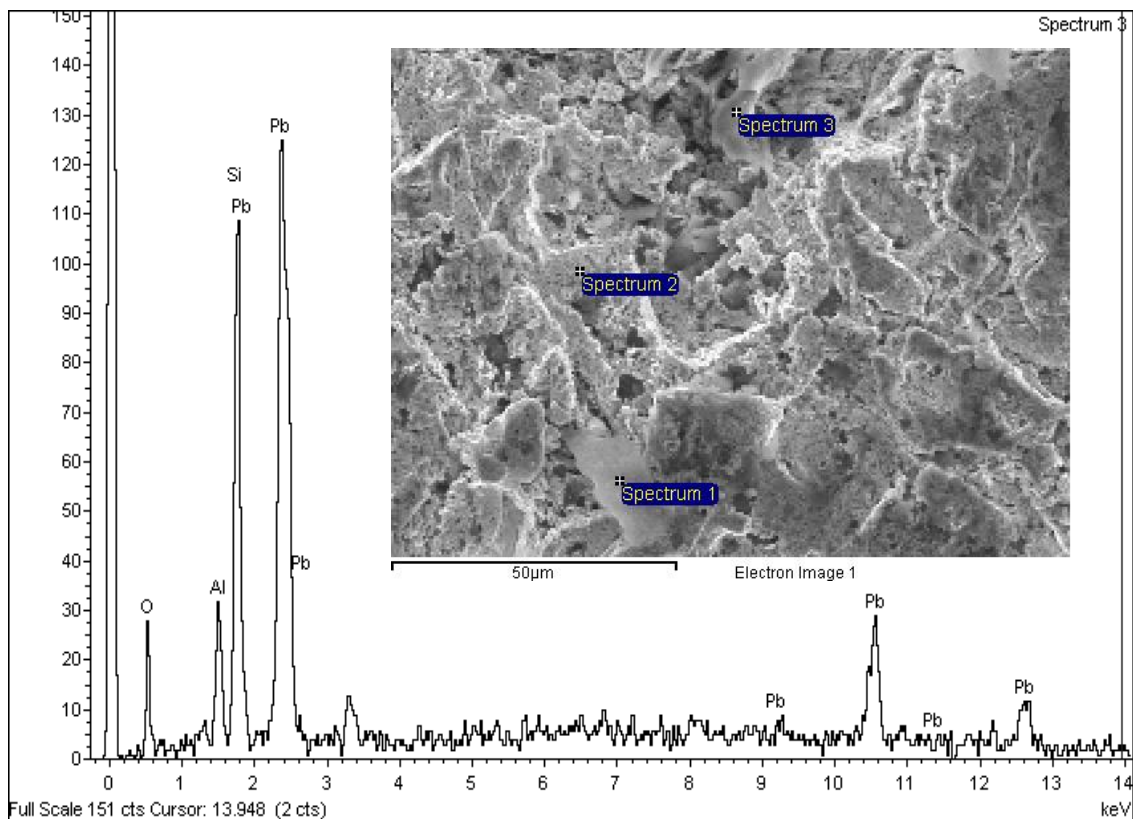 Spectrum 3
150
140
130
120
110
100
90
80
70
60
50
40
30
20
10
0
Pb
Si
Pb
Pb
O
Al
Pb
Pb
Pb
Pb
Spectrum 3
Spectrum 2
Spectrum 1
50µm
Electron Image 1
0 1 2 3 4 5 6 7 8 9 10 11 12 13 14
Full Scale 151 cts Cursor: 13.948 (2 cts)
keV